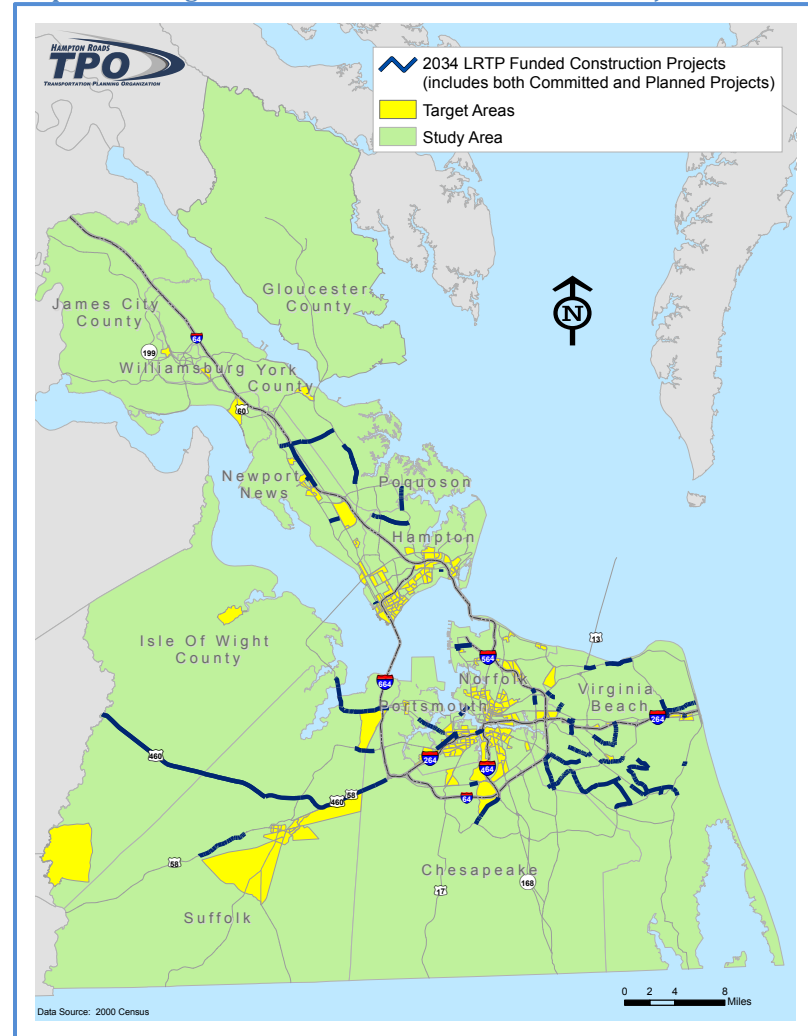 HAMPTON ROADS
TPO
TRANSPORTATION PLANNING ORGANIZATION
2034 LRTP Funded Construction Projects
(includes both Committed and Planned Projects)
Target Areas
Study Area
N
Gloucester
County
James City
County
64
199
Williamsburg
York
County
60
Newport
News
Poquoson
Hampton
13
Isle Of Wight
County
564
664
Norfolk
Virginia
Beach
Portsmouth
264
460
264
464
58
460
64
58
Chesapeake
168
17
Suffolk
0 2 4 8
Miles
Data Source: 2000 Census